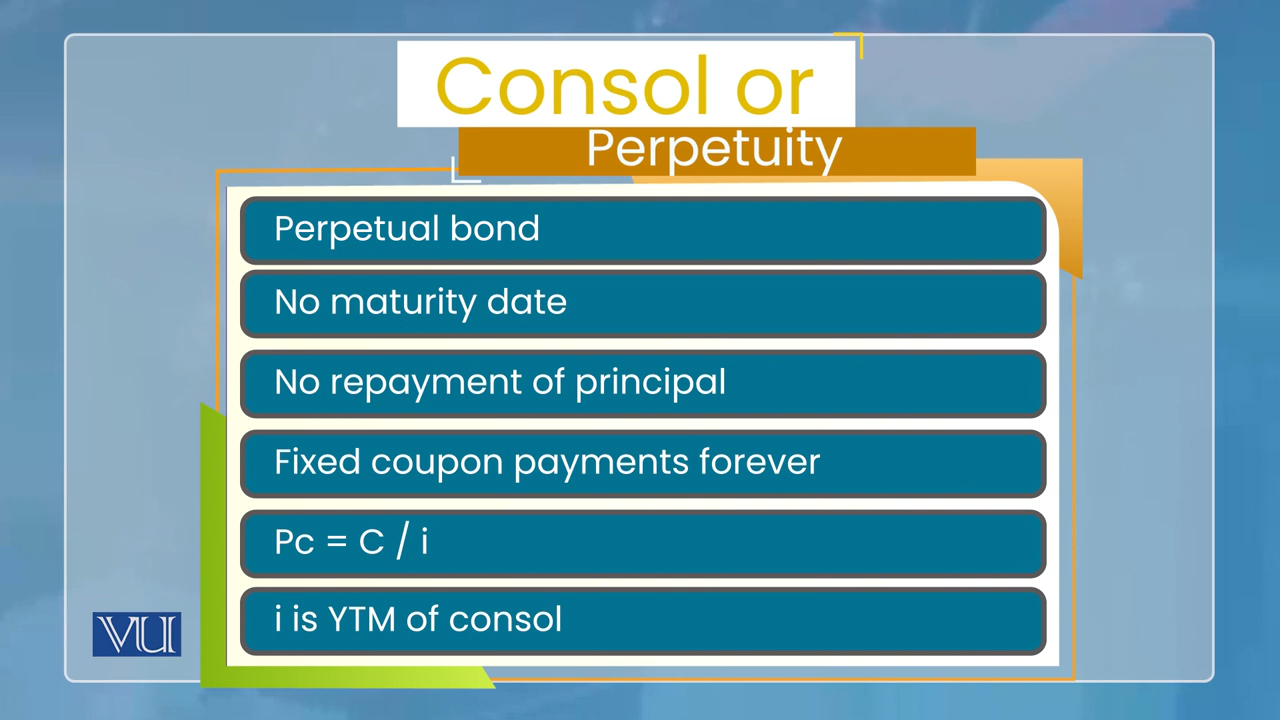 Consol or
Perpetuity
Perpetual bond
No maturity date
No repayment of principal
Fixed coupon payments forever
Pc = C / i
i is YTM of consol
VU